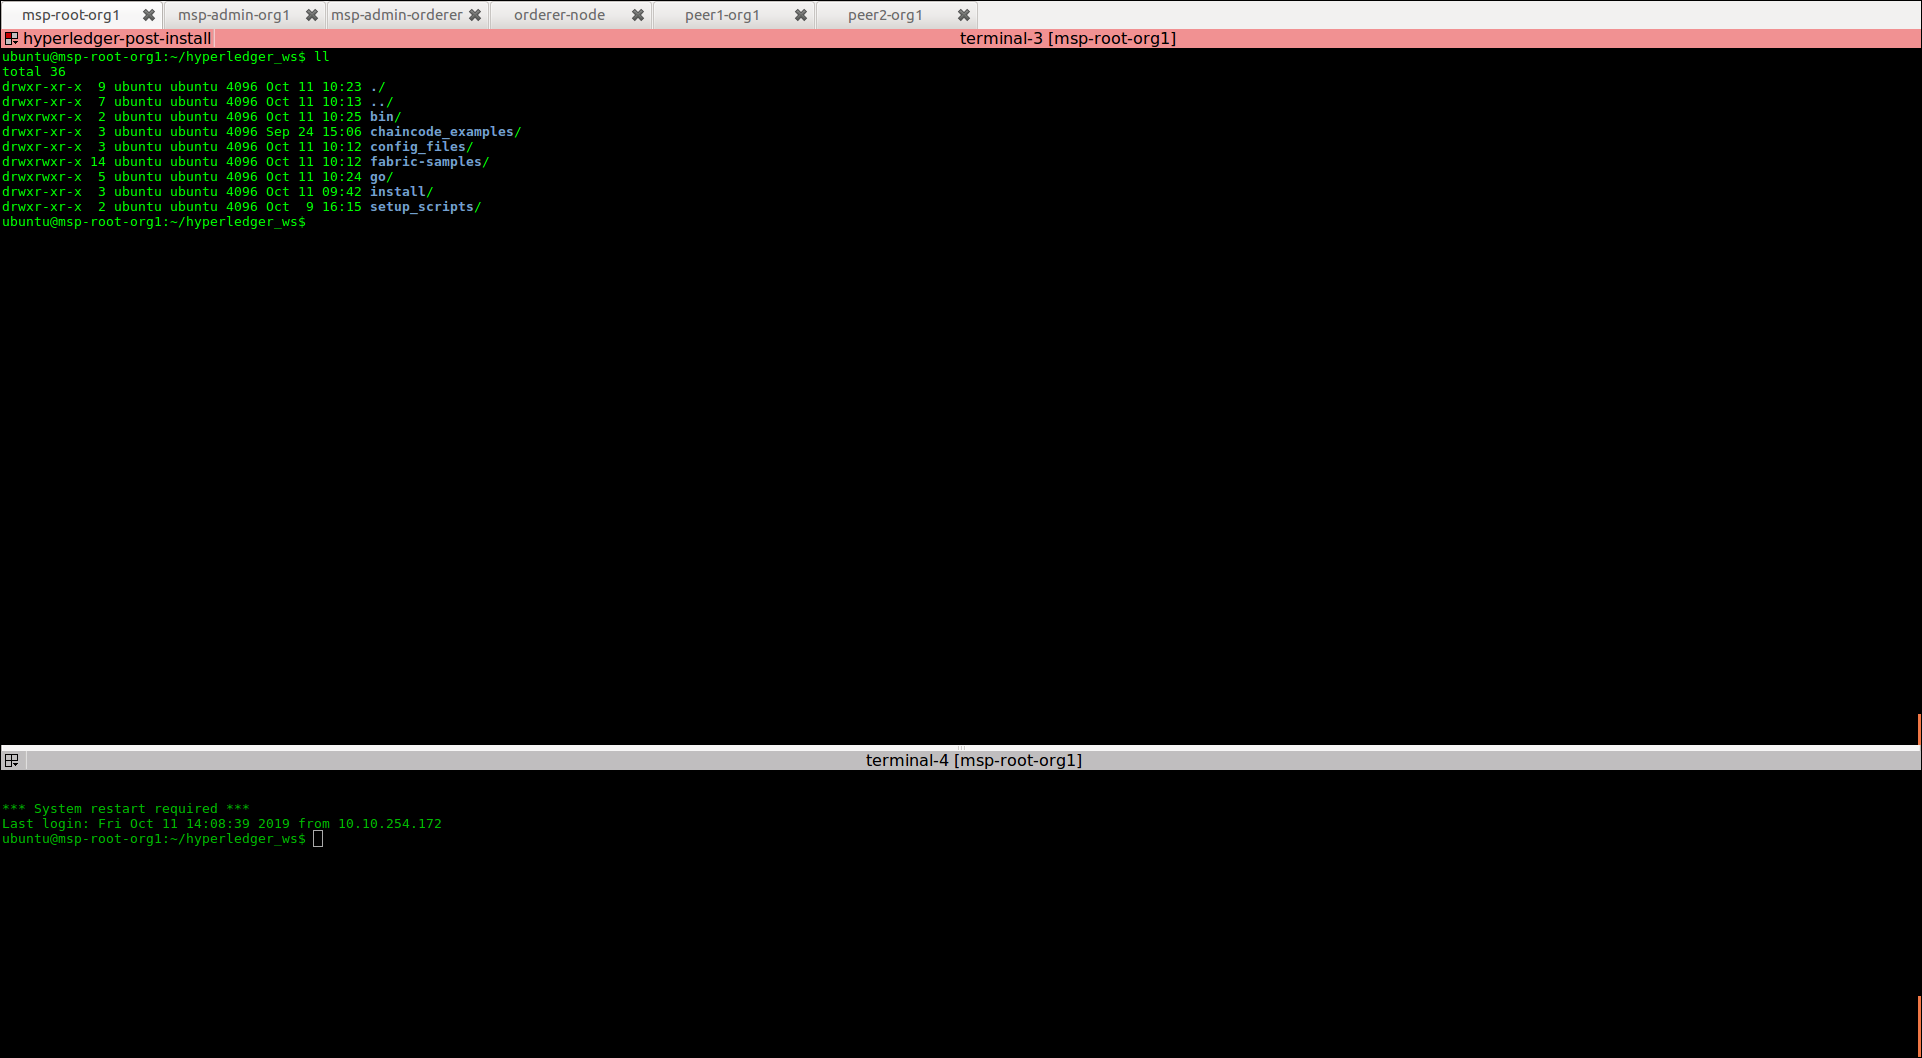 msp-root-org1 msp-admin-org1 msp-admin-orderer orderer-node peer1-org1 peer2-org1
hyperledger-post-install terminal-3 [msp-root-org1]
ubuntu@msp-root-org1:~/hyperledger_ws$ ll
total 36
drwxr-xr-x  9 ubuntu ubuntu 4096 Oct 11 10:23 ./
drwxr-xr-x  7 ubuntu ubuntu 4096 Oct 11 10:13 ../
drwxrwxr-x  2 ubuntu ubuntu 4096 Oct 11 10:25 bin/
drwxr-xr-x  3 ubuntu ubuntu 4096 Sep 24 15:06 chaincode_examples/
drwxr-xr-x  3 ubuntu ubuntu 4096 Oct 11 10:12 config_files/
drwxrwxr-x 14 ubuntu ubuntu 4096 Oct 11 10:12 fabric-samples/
drwxrwxr-x  5 ubuntu ubuntu 4096 Oct 11 10:24 go/
drwxr-xr-x  3 ubuntu ubuntu 4096 Oct 11 09:42 install/
drwxr-xr-x  2 ubuntu ubuntu 4096 Oct  9 16:15 setup_scripts/
ubuntu@msp-root-org1:~/hyperledger_ws$
terminal-4 [msp-root-org1]
*** System restart required ***
Last login: Fri Oct 11 14:08:39 2019 from 10.10.254.172
ubuntu@msp-root-org1:~/hyperledger_ws$